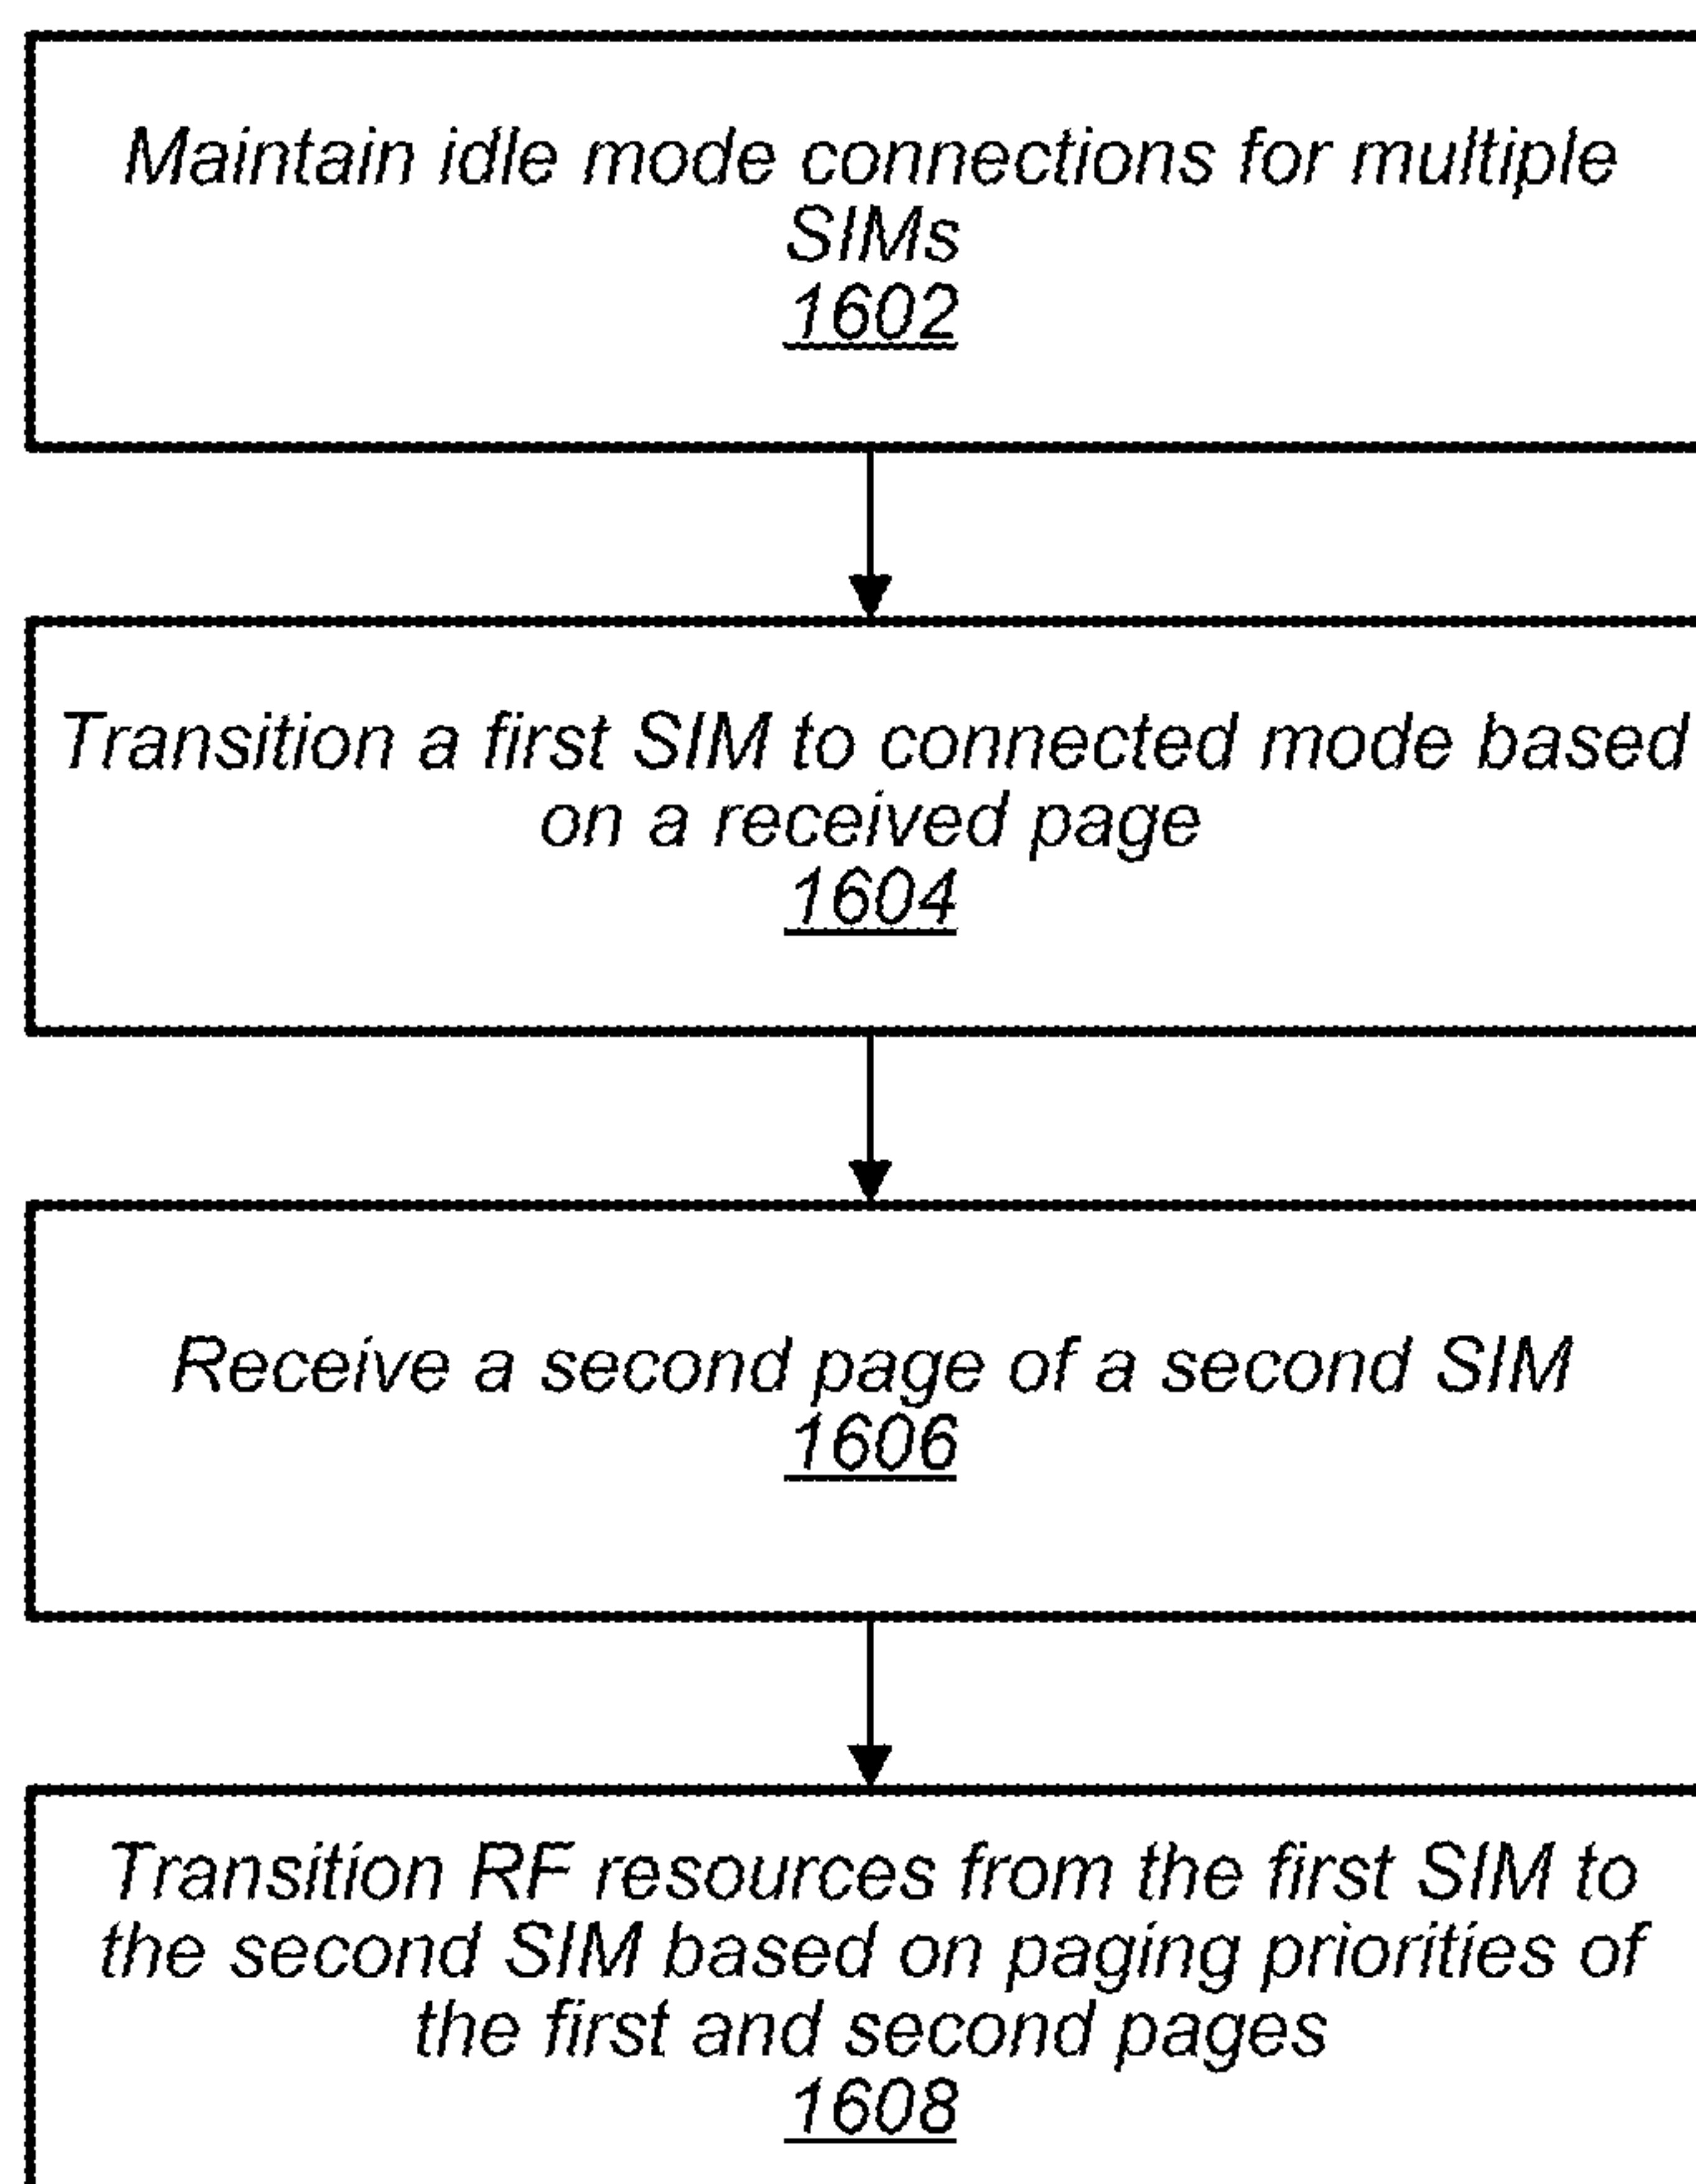 Maintain idle mode connections for multiple
SIMs
1602
Transition a first SIM to connected mode based
on a received page
1604
Receive a second page of a second SIM
1606
Transition RF resources from the first SIM to
the second SIM based on paging priorities of
the first and second pages
1608